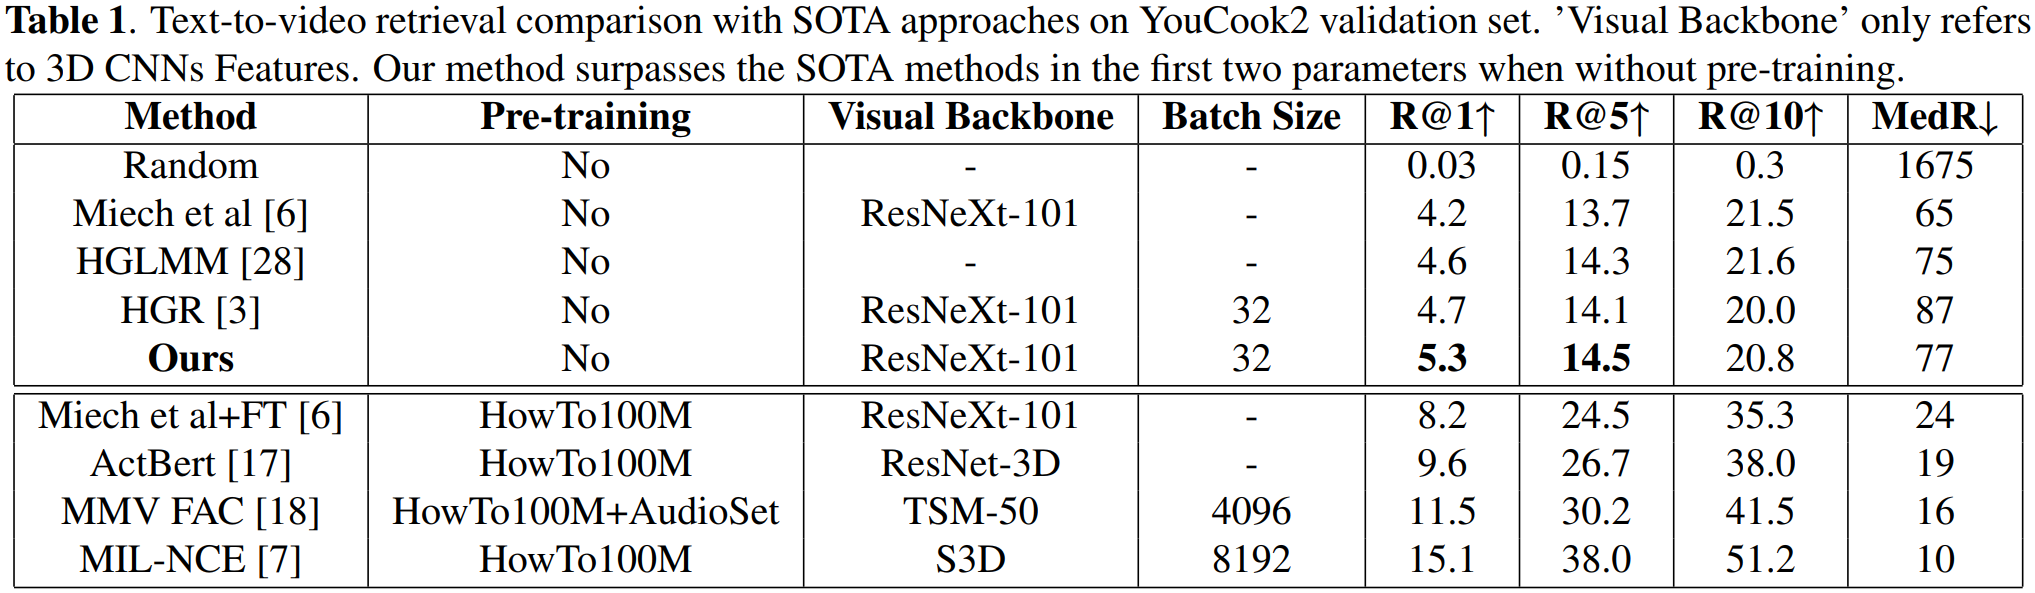 Table 1. Text-to-video retrieval comparison with SOTA approaches on YouCook2 validation set. ’Visual Backbone’ only refers
to 3D CNNs Features. Our method surpasses the SOTA methods in the first two parameters when without pre-training.
Method Pre-training Visual Backbone Batch Size R@1↑ R@5↑ R@10↑ MedR↓
Random No - - 0.03 0.15 0.3 1675
Miech et al [6] No ResNeXt-101 - 4.2 13.7 21.5 65
HGLMM [28] No - - 4.6 14.3 21.6 75
HGR [3] No ResNeXt-101 32 4.7 14.1 20.0 87
Ours No ResNeXt-101 32 5.3 14.5 20.8 77
Miech et al+FT [6] HowTo100M ResNeXt-101 - 8.2 24.5 35.3 24
ActBert [17] HowTo100M ResNet-3D - 9.6 26.7 38.0 19
MMV FAC [18] HowTo100M+AudioSet TSM-50 4096 11.5 30.2 41.5 16
MIL-NCE [7] HowTo100M S3D 8192 15.1 38.0 51.2 10